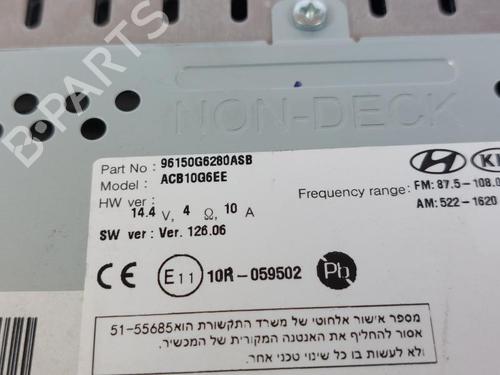 NON-DECK
B-PARTS
Part No : 96150G6280ASB
Model : ACB10G6EE
HW ver :
14.4 V, 4 Ω, 10 A
SW ver : Ver. 126.06
HYUNDAI
Frequency range: FM: 87.5-108.0
AM: 522-1620
CE E11 10R-059502 Pb
מספר אישור אלחוטי של משרד התקשורת הוא 51-55685
אסור להחליף את האנטנה המקורית של המכשיר.
ולא לעשות בו כל שינוי טכני אחר.